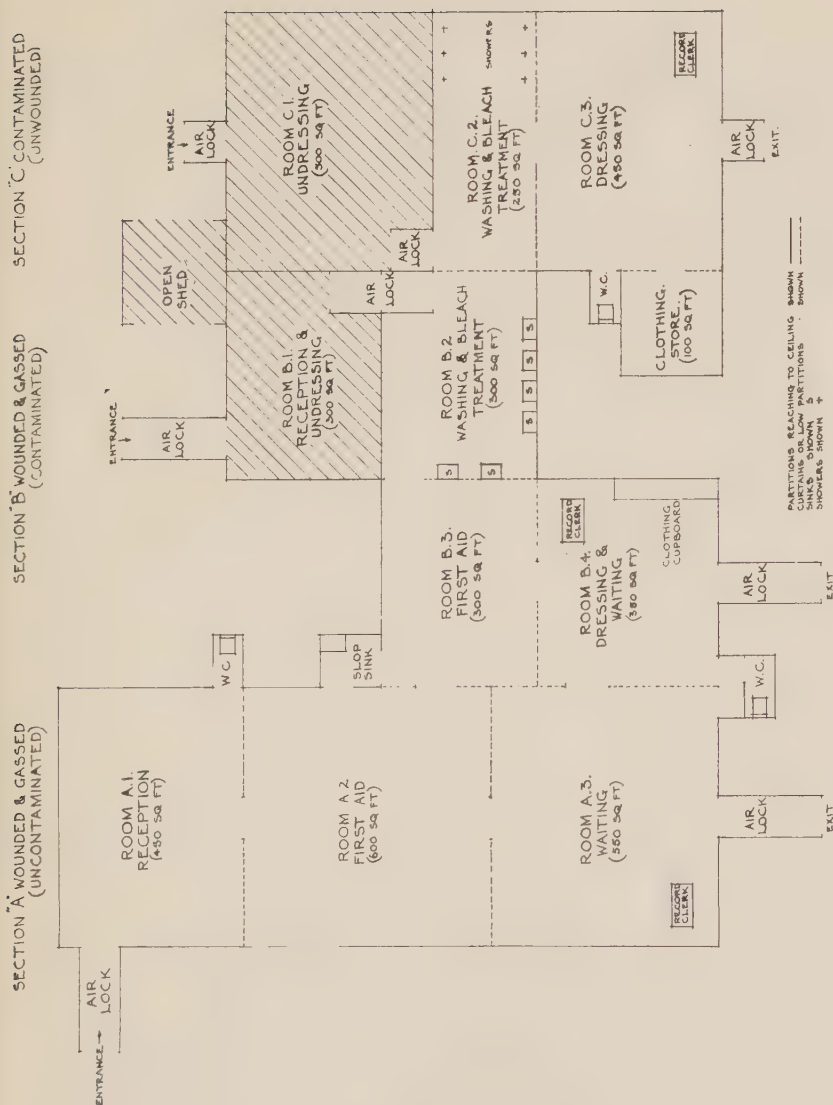 SECTION "A" WOUNDED & GASSED
(UNCONTAMINATED)
SECTION "B" WOUNDED & GASSED
(CONTAMINATED)
SECTION "C" CONTAMINATED
(UNWOUNDED)
ENTRANCE →
AIR
LOCK
ROOM A.1.
RECEPTION
(450 SQ FT)
W C
ROOM A 2
FIRST AID
(600 SQ FT)
SLOP
SINK
ROOM A.3.
WAITING
(550 SQ FT)
RECORD
CLERK
AIR
LOCK
EXIT
W.C.
ENTRANCE
↓
AIR
LOCK
OPEN
SHED
ROOM B.1.
RECEPTION &
UNDRESSING
(300 SQ FT)
AIR
LOCK
ROOM B.2
WASHING & BLEACH
TREATMENT
(300 SQ FT)
S
S
S
S
S
S
ROOM B.3.
FIRST AID
(300 SQ FT)
RECORD
CLERK
ROOM B.4.
DRESSING &
WAITING
(350 SQ FT)
CLOTHING
CUPBOARD
AIR
LOCK
EXIT
ENTRANCE
↓
AIR
LOCK
ROOM C.1.
UNDRESSING
(500 SQ FT)
AIR
LOCK
ROOM C.2.
WASHING & BLEACH
TREATMENT
(250 SQ FT)
+ + +
SHOWERS
+ + +
ROOM C.3.
DRESSING
(450 SQ FT)
RECORD
CLERK
W.C.
CLOTHING.
STORE.
(100 SQ FT)
AIR
LOCK
EXIT.
PARTITIONS REACHING TO CEILING SHOWN
CURTAINS OR LOW PARTITIONS . SHOWN
SINKS SHOWN S
SHOWERS SHOWN +